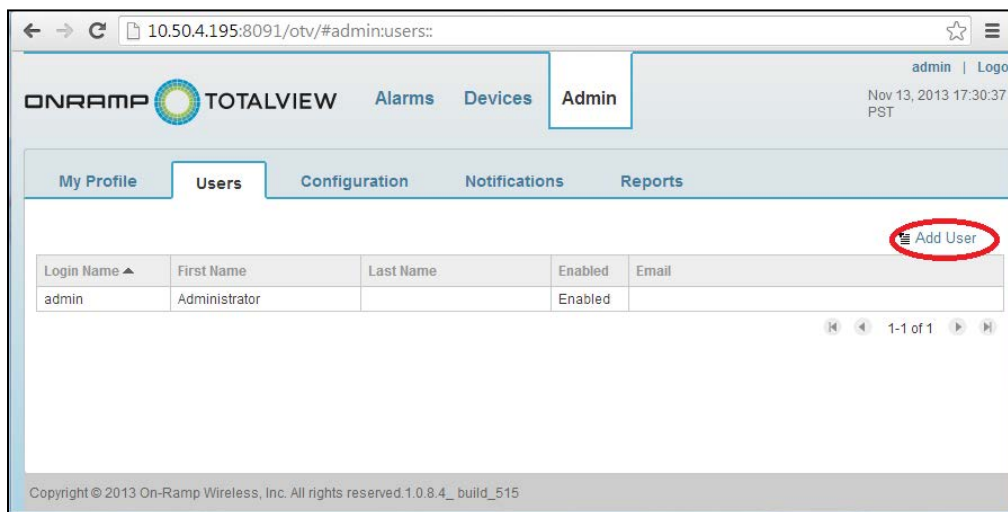 10.50.4.195:8091/otv/#admin:users::
admin | Logo
ONRAMP TOTALVIEW Alarms Devices Admin
Nov 13, 2013 17:30:37
PST
My Profile Users Configuration Notifications Reports
Add User
Login Name First Name Last Name Enabled Email
admin Administrator Enabled
1-1 of 1
Copyright © 2013 On-Ramp Wireless, Inc. All rights reserved.1.0.8.4_ build_515